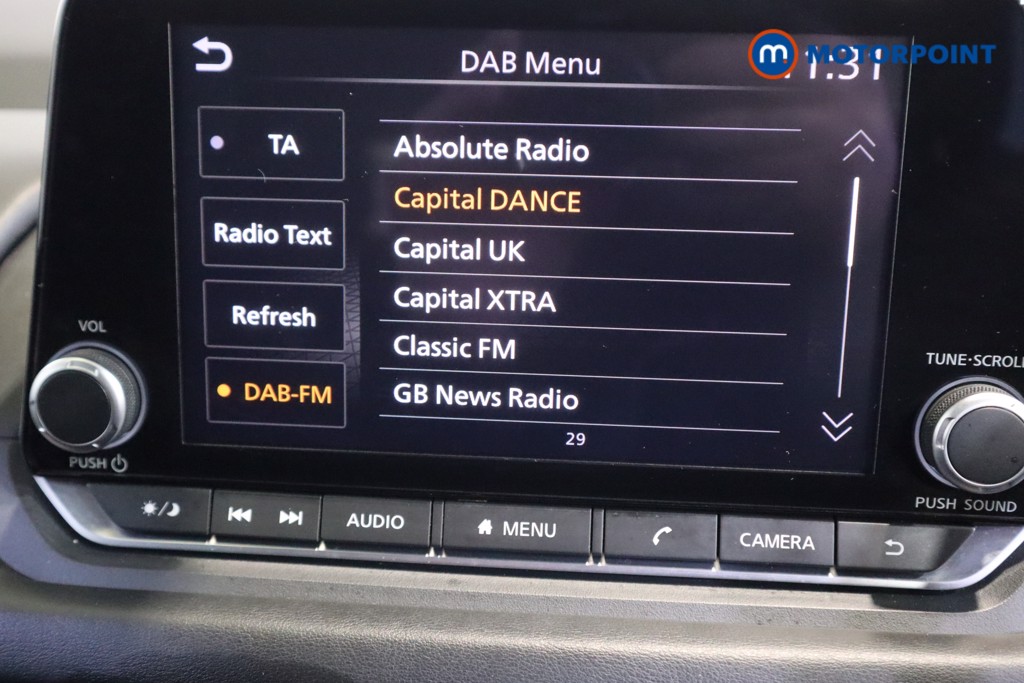 DAB Menu
m MOTORPOINT
TA
Radio Text
Refresh
DAB-FM
Absolute Radio
Capital DANCE
Capital UK
Capital XTRA
Classic FM
GB News Radio
29
VOL
PUSH
TUNE·SCROLL
PUSH SOUND
AUDIO
MENU
CAMERA